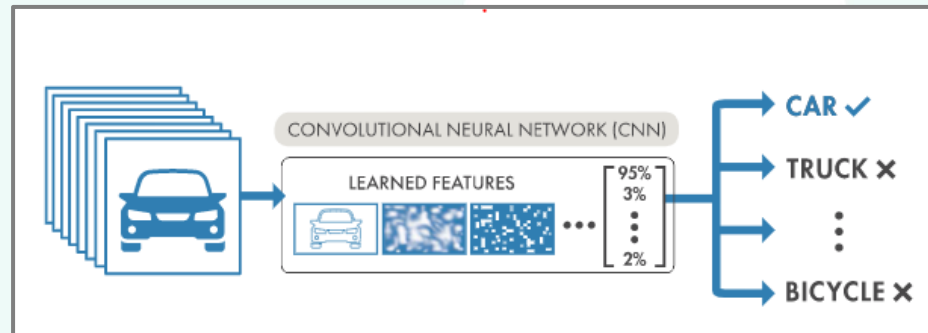 CONVOLUTIONAL NEURAL NETWORK (CNN)
LEARNED FEATURES
95%
3%
2%
CAR ✓
TRUCK ✕
BICYCLE ✕